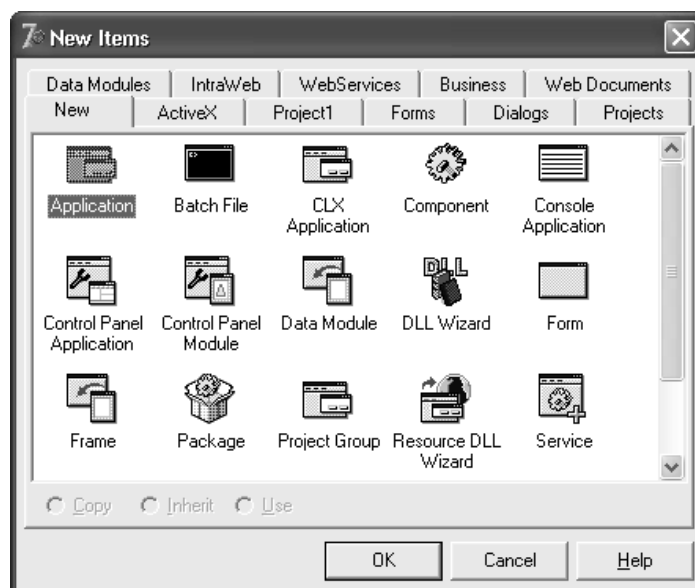 7 New Items
Data Modules IntraWeb WebServices Business Web Documents
New ActiveX Project1 Forms Dialogs Projects
Application Batch File CLX Application Component Console Application
Control Panel Application Control Panel Module Data Module DLL Wizard Form
DLL
Frame Package Project Group Resource DLL Wizard Service
Copy Inherit Use
OK Cancel Help